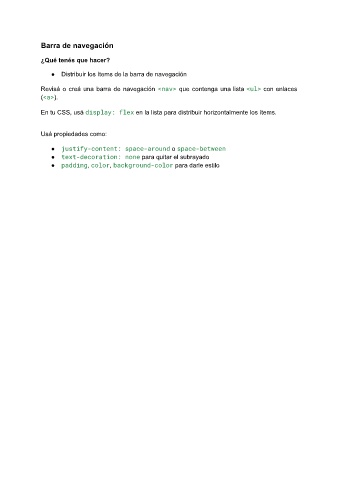 Barra de navegación
¿Qué tenés que hacer?
● Distribuir los ítems de la barra de navegación
Revisá o creá una barra de navegación <nav> que contenga una lista <ul> con enlaces
(<a>).
En tu CSS, usá display: flex en la lista para distribuir horizontalmente los ítems.
Usá propiedades como:
● justify-content: space-around o space-between
● text-decoration: none para quitar el subrayado
● padding, color, background-color para darle estilo